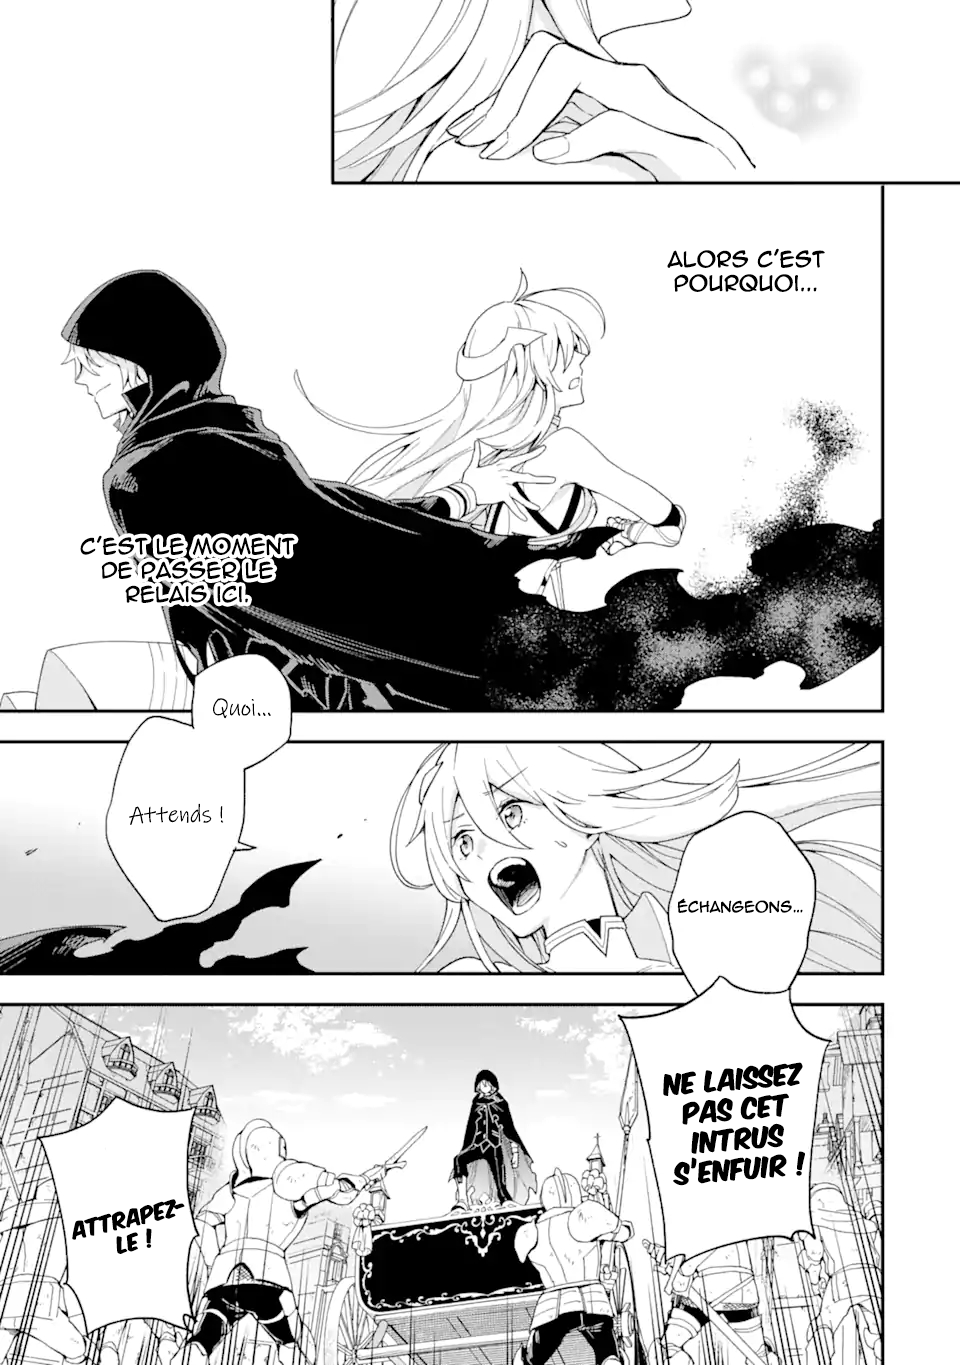 ALORS C'EST
POURQUOI...
C'EST LE MOMENT
DE PASSER LE
RELAIS ICI.
Quoi...
Attends !
ÉCHANGEONS...
NE LAISSEZ
PAS CET
INTRUS
S'ENFUIR !
ATTRAPEZ-
LE !